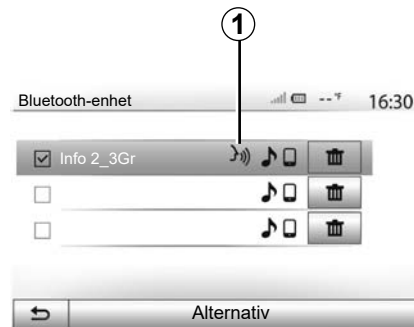 1
Bluetooth-enhet --°F 16:30
Info 2_3Gr
Alternativ